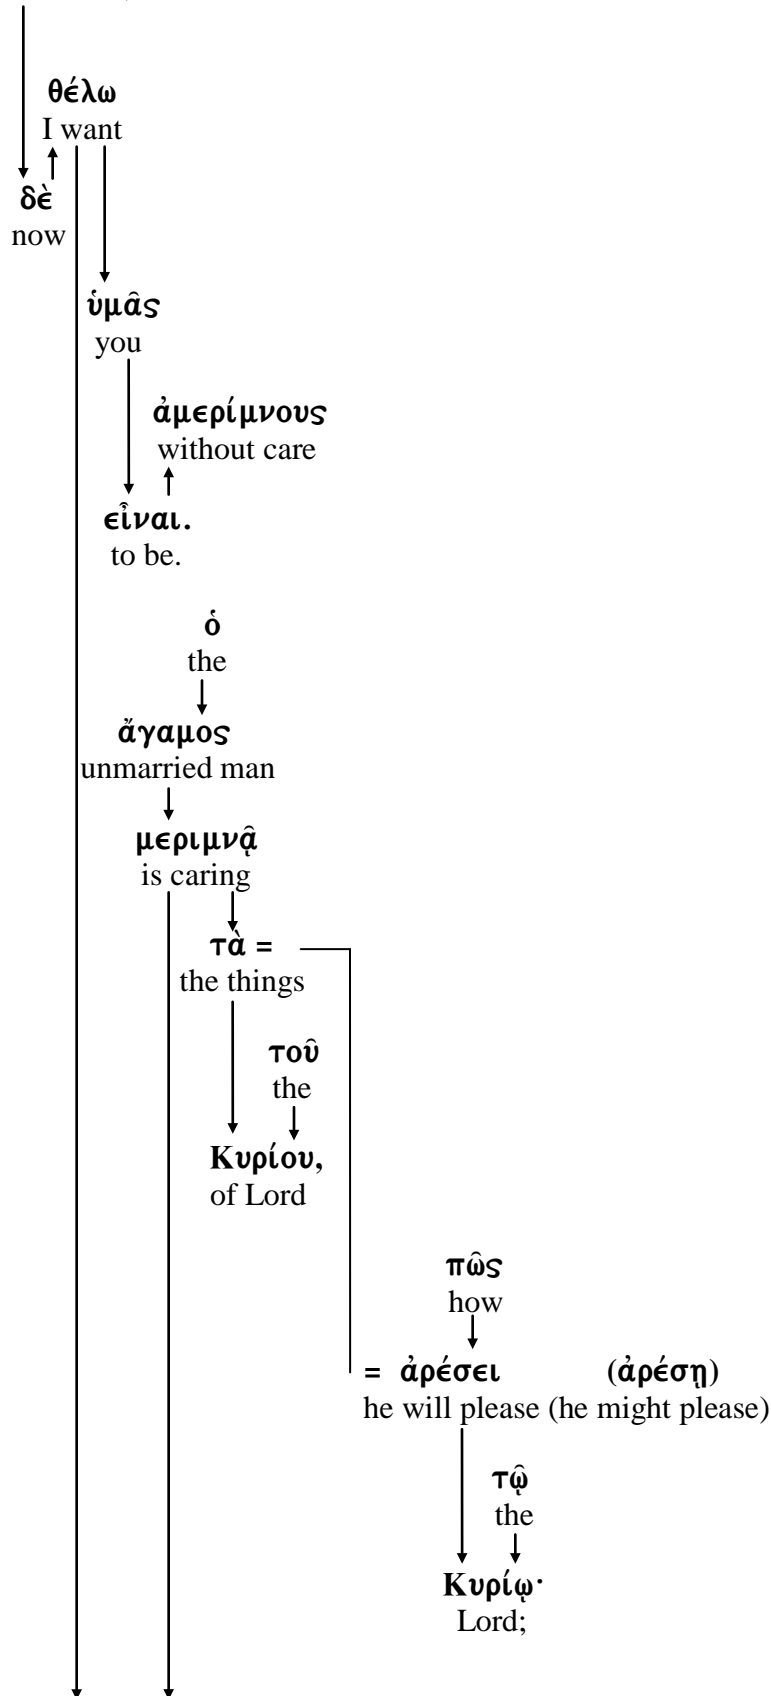 θέλω
I want
δὲ
now
ὑμᾶς
you
ἀμερίμνους
without care
εἶναι.
to be.
ὁ
the
ἄγαμος
unmarried man
μεριμνᾷ
is caring
τὰ =
the things
τοῦ
the
Κυρίου,
of Lord
πῶς
how
= ἀρέσει (ἀρέσῃ)
he will please (he might please)
τῷ
the
Κυρίῳ·
Lord;